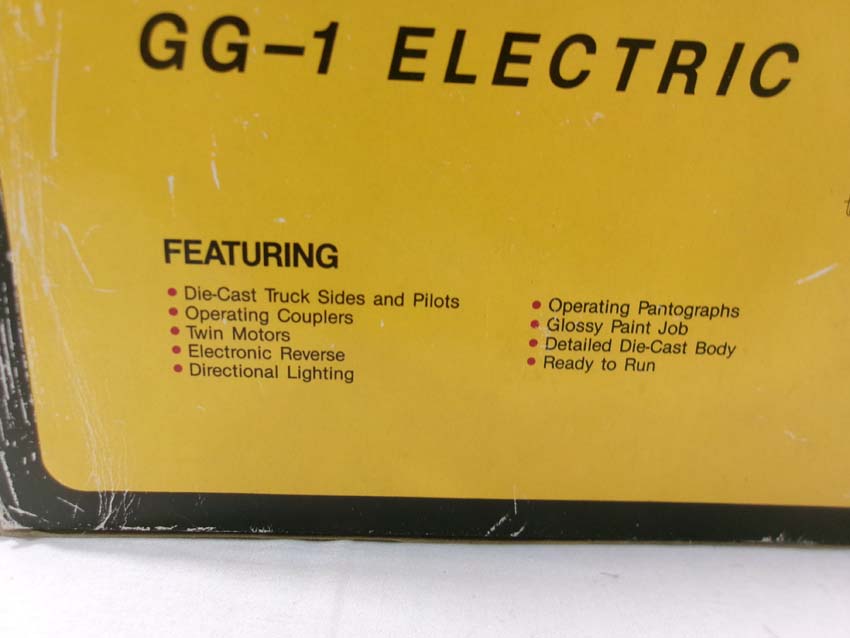 GG-1 ELECTRIC
FEATURING
• Die-Cast Truck Sides and Pilots
• Operating Couplers
• Twin Motors
• Electronic Reverse
• Directional Lighting
• Operating Pantographs
• Glossy Paint Job
• Detailed Die-Cast Body
• Ready to Run